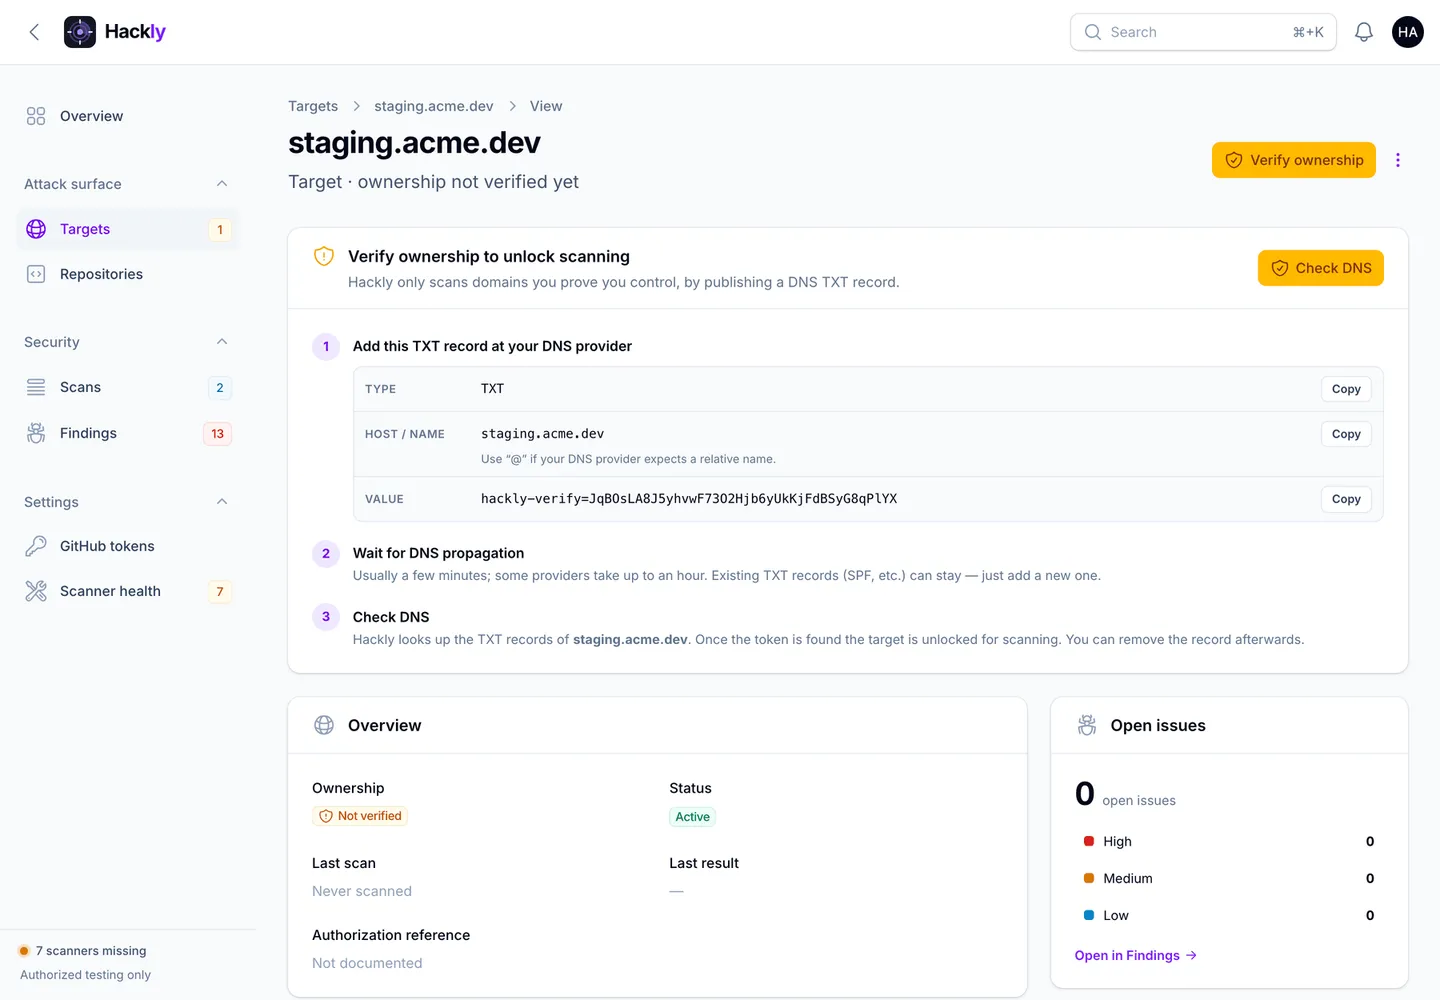 Hackly
Search ⌘+K
HA
Overview
Attack surface
Targets 1
Repositories
Security
Scans 2
Findings 13
Settings
GitHub tokens
Scanner health 7
7 scanners missing
Authorized testing only
Targets > staging.acme.dev > View
staging.acme.dev
Target · ownership not verified yet
Verify ownership
Verify ownership to unlock scanning
Hackly only scans domains you prove you control, by publishing a DNS TXT record.
Check DNS
1 Add this TXT record at your DNS provider
TYPE TXT Copy
HOST / NAME staging.acme.dev Copy
Use “@” if your DNS provider expects a relative name.
VALUE hackly-verify=JqBOsLA8J5yhvwF73O2Hjb6yUkKjFdBSyG8qPlYX Copy
2 Wait for DNS propagation
Usually a few minutes; some providers take up to an hour. Existing TXT records (SPF, etc.) can stay — just add a new one.
3 Check DNS
Hackly looks up the TXT records of staging.acme.dev. Once the token is found the target is unlocked for scanning. You can remove the record afterwards.
Overview
Ownership
Not verified
Status
Active
Last scan
Never scanned
Last result
—
Authorization reference
Not documented
Open issues
0 open issues
High 0
Medium 0
Low 0
Open in Findings →